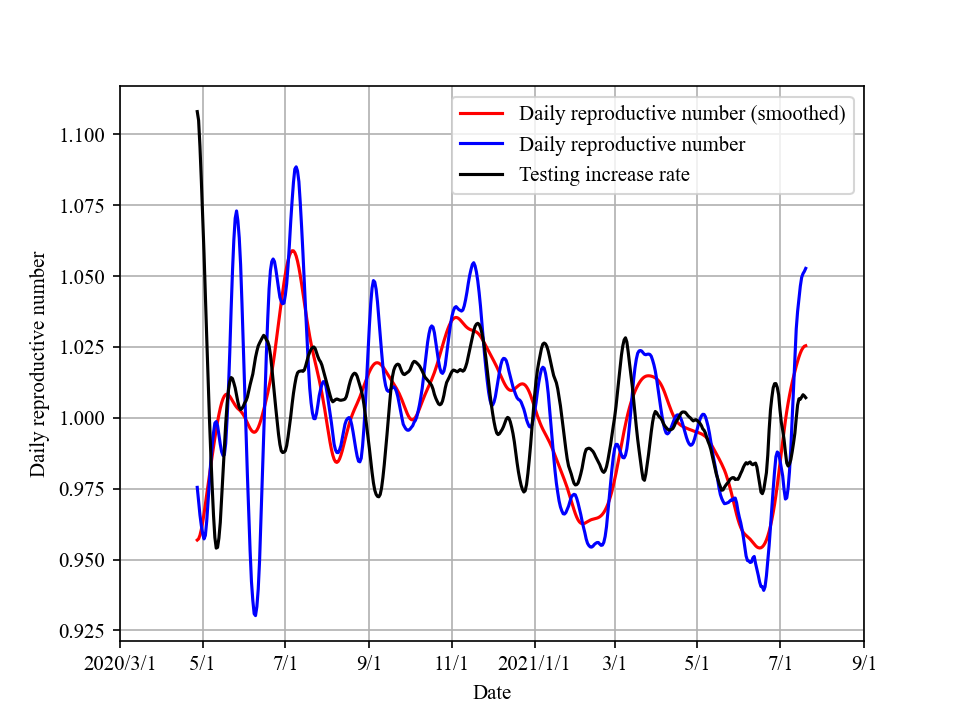 Daily reproductive number (smoothed)
Daily reproductive number
Testing increase rate
1.100
1.075
1.050
1.025
1.000
0.975
0.950
0.925
Daily reproductive number
2020/3/1 5/1 7/1 9/1 11/1 2021/1/1 3/1 5/1 7/1 9/1
Date